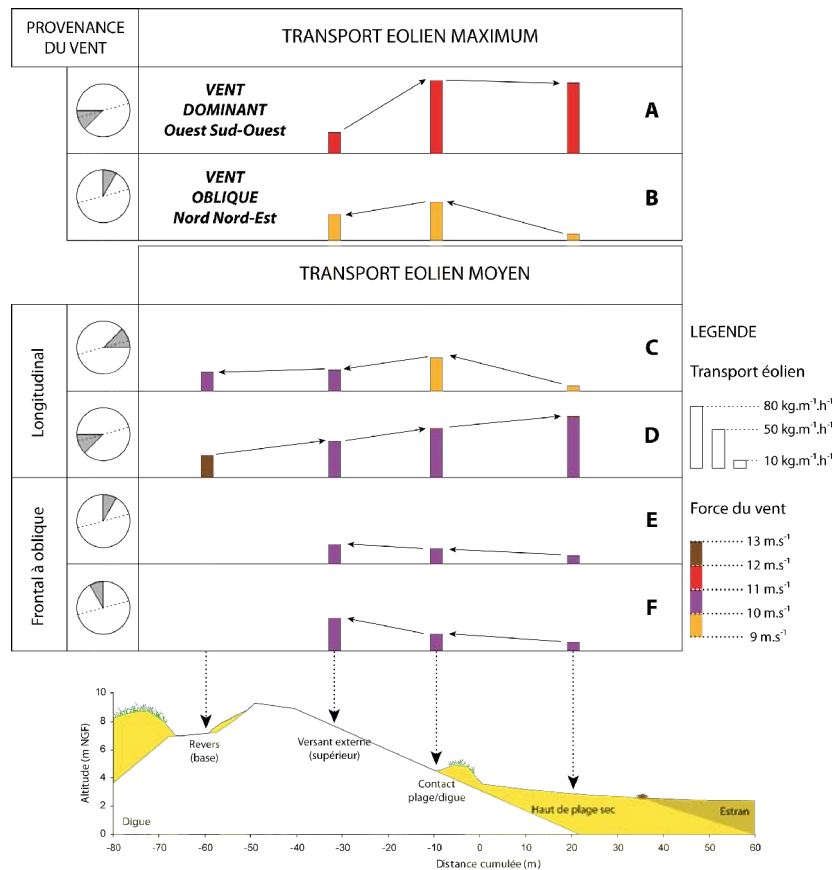 PROVENANCE
DU VENT
TRANSPORT EOLIEN MAXIMUM
VENT
DOMINANT
Ouest Sud-Ouest
A
VENT
OBLIQUE
Nord Nord-Est
B
TRANSPORT EOLIEN MOYEN
Longitudinal
C
D
Frontal à oblique
E
F
LEGENDE
Transport éolien
80 kg.m⁻¹.h⁻¹
50 kg.m⁻¹.h⁻¹
10 kg.m⁻¹.h⁻¹
Force du vent
13 m.s⁻¹
12 m.s⁻¹
11 m.s⁻¹
10 m.s⁻¹
9 m.s⁻¹
Altitude (m NGF)
10
8
6
4
2
0
Revers
(base)
Versant externe
(supérieur)
Contact
plage/digue
Haut de plage sec
Estran
Digue
-80 -70 -60 -50 -40 -30 -20 -10 0 10 20 30 40 50 60
Distance cumulée (m)